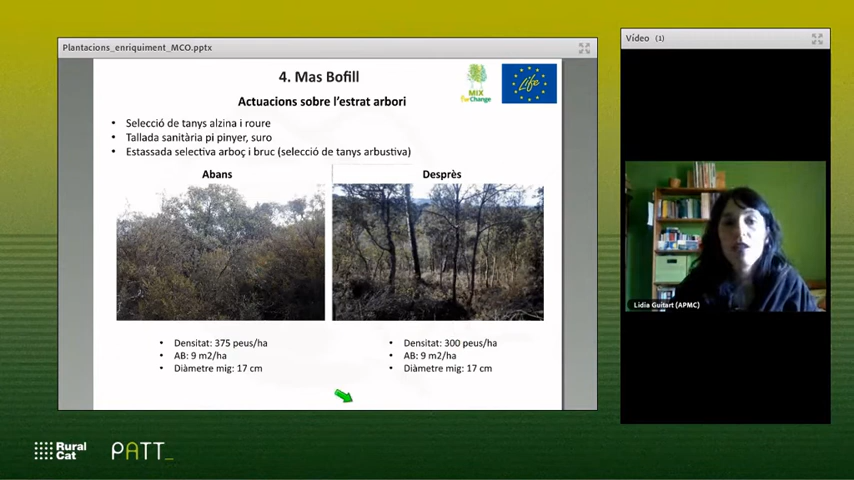 Plantacions_enriquiment_MCO.pptx
Vídeo (1)
4. Mas Bofill
MIX
ForChange
Life
Actuacions sobre l'estrat arbori
• Selecció de tanys alzina i roure
• Tallada sanitària pi pinyer, suro
• Estassada selectiva arboç i bruc (selecció de tanys arbustiva)
Abans
Desprès
• Densitat: 375 peus/ha
• AB: 9 m2/ha
• Diàmetre mig: 17 cm
• Densitat: 300 peus/ha
• AB: 9 m2/ha
• Diàmetre mig: 17 cm
Lidia Guitart (APMC)
Rural
Cat
PATT_